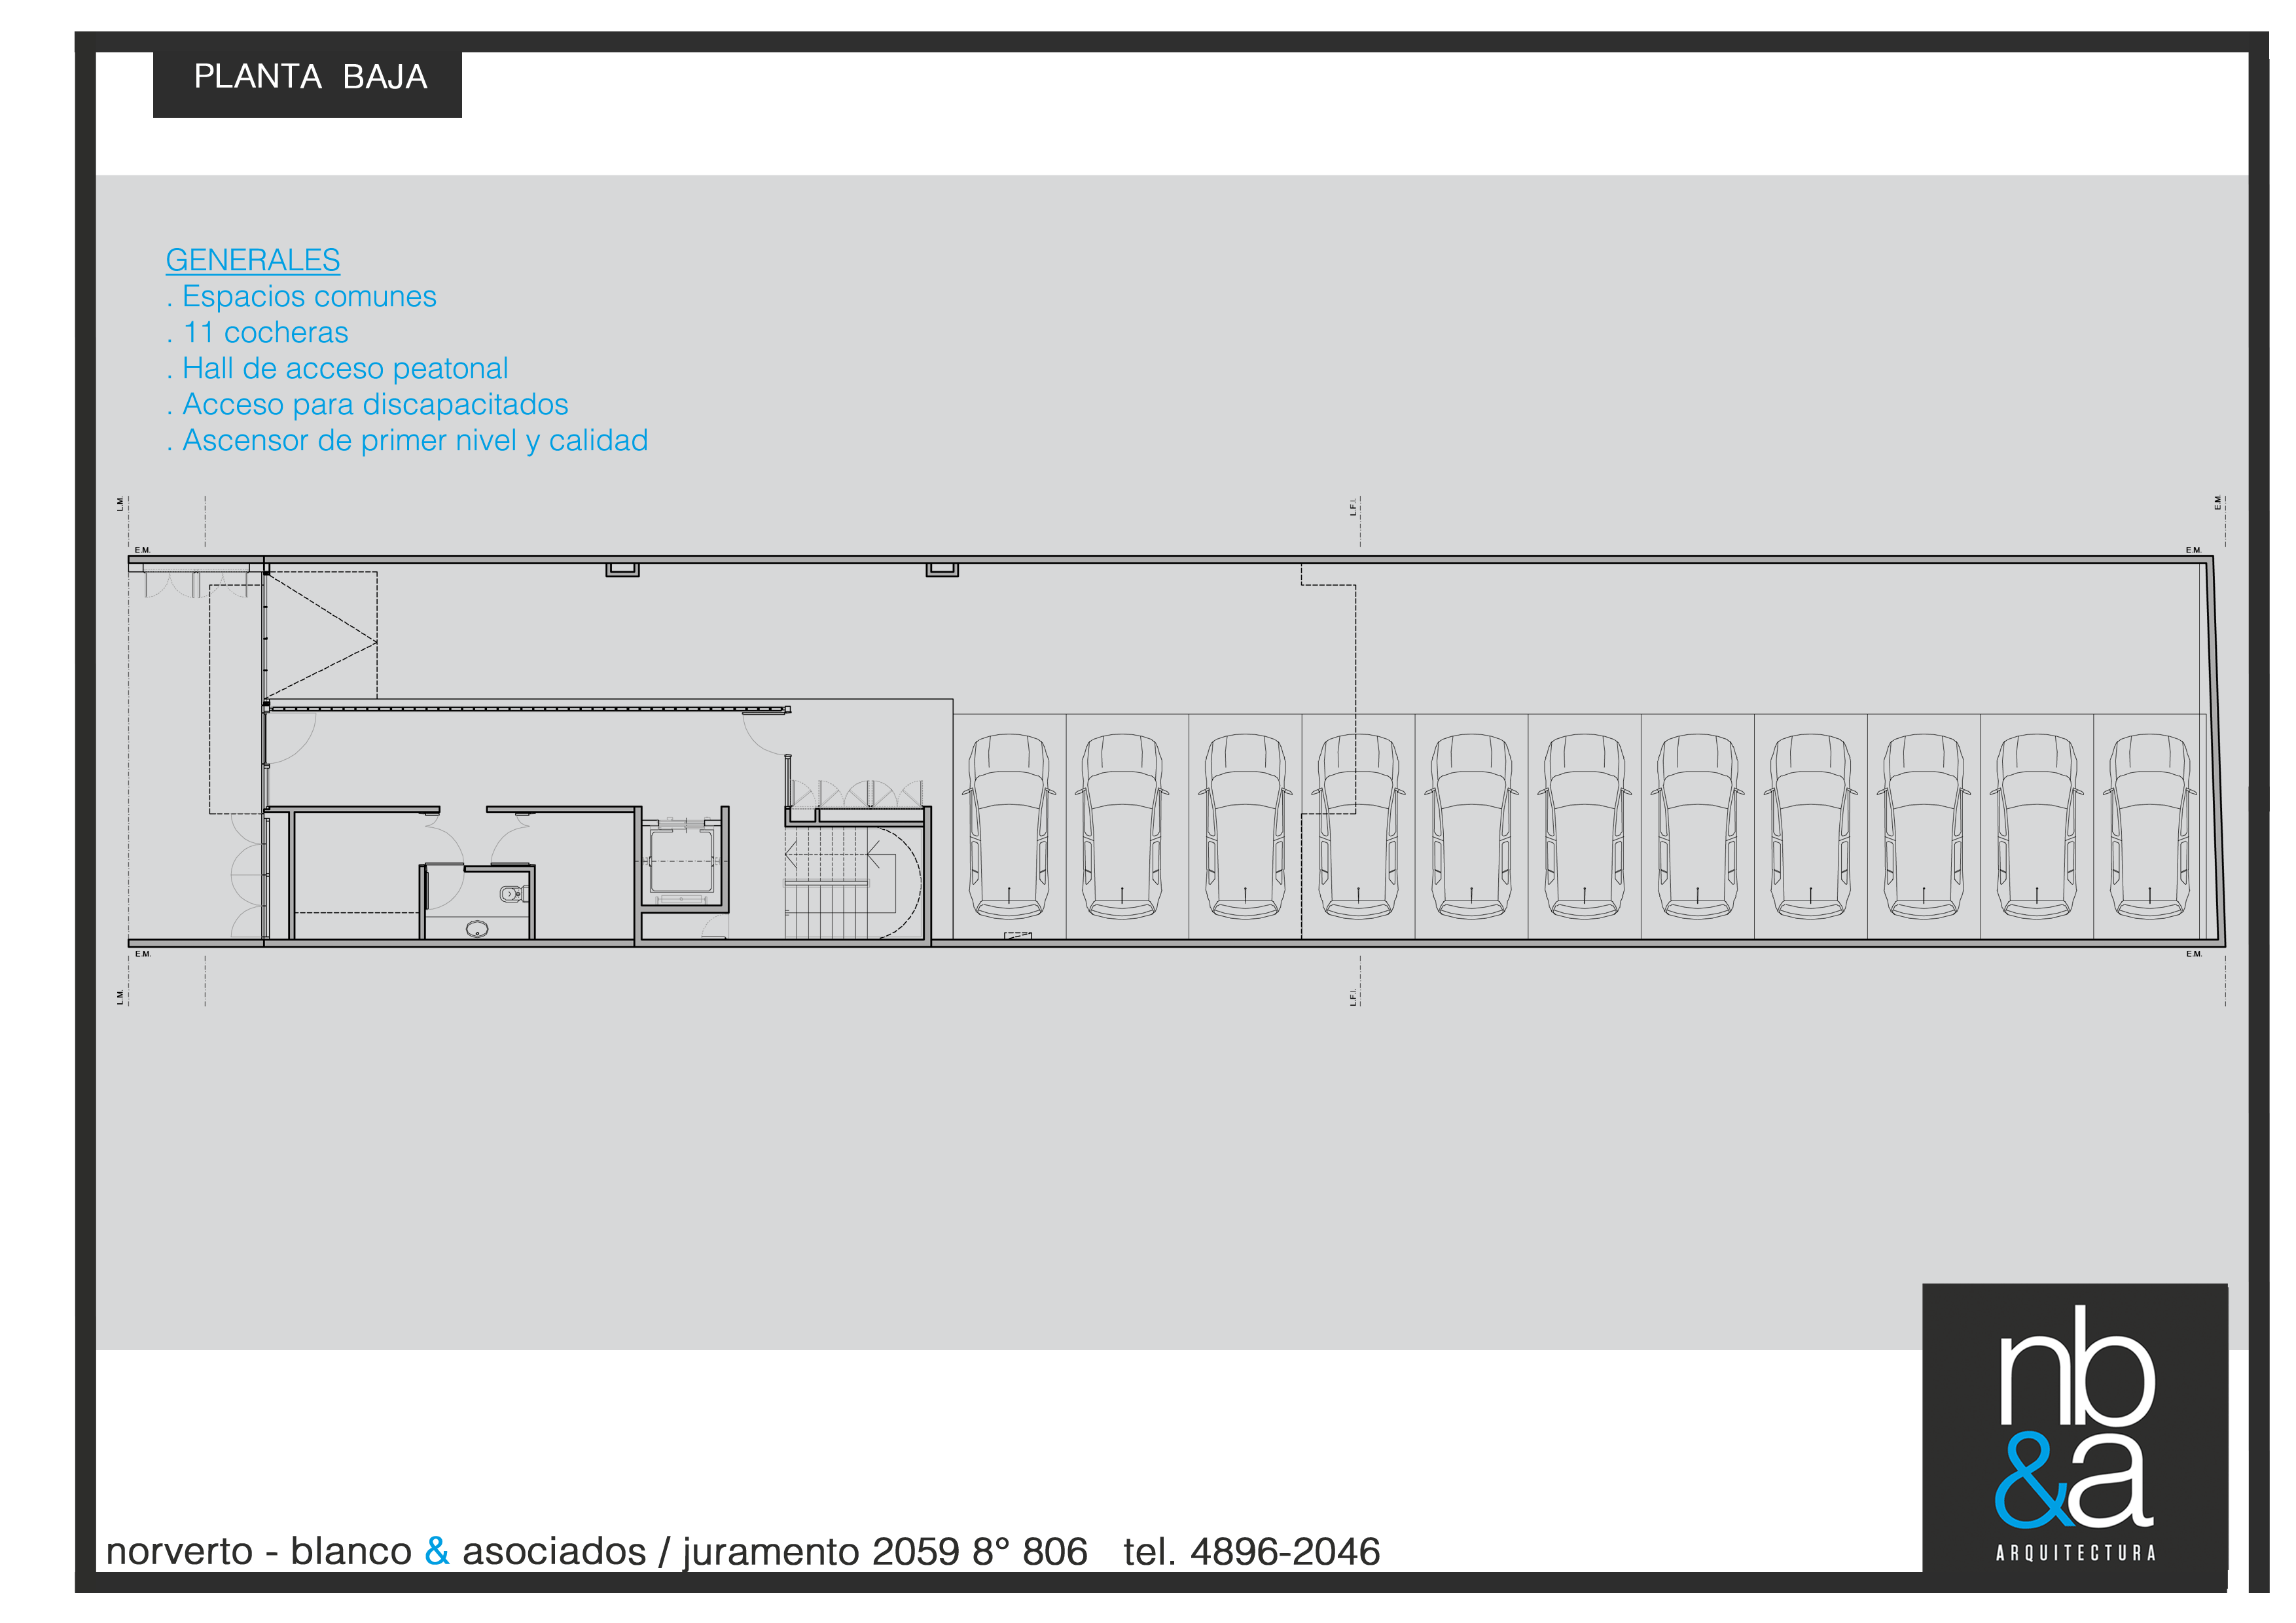 PLANTA BAJA
GENERALES
. Espacios comunes
. 11 cocheras
. Hall de acceso peatonal
. Acceso para discapacitados
. Ascensor de primer nivel y calidad
L.M.
L.F.I.
E.M.
E.M.
E.M.
E.M.
E.M.
L.M.
L.F.I.
nb
&a
ARQUITECTURA
norverto - blanco & asociados / juramento 2059 8° 806 tel. 4896-2046